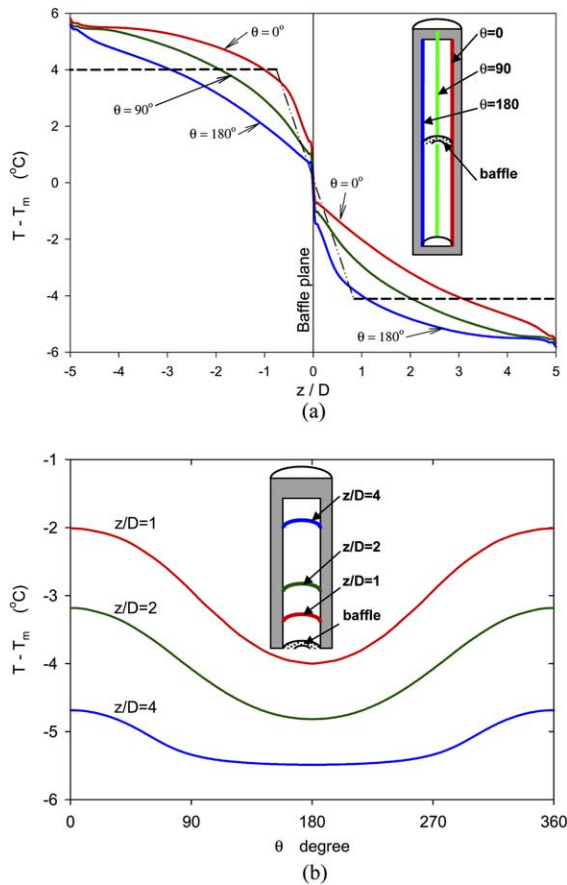 6
4
2
0
-2
-4
-6
T - Tₘ (°C)
θ = 0°
θ = 90°
θ = 180°
θ = 0°
θ = 180°
Baffle plane
θ=0
θ=90
θ=180
baffle
-5 -4 -3 -2 -1 0 1 2 3 4 5
z / D
(a)
-1
-2
-3
-4
-5
-6
T - Tₘ (°C)
z/D=1
z/D=2
z/D=4
z/D=4
z/D=2
z/D=1
baffle
0 90 180 270 360
θ degree
(b)